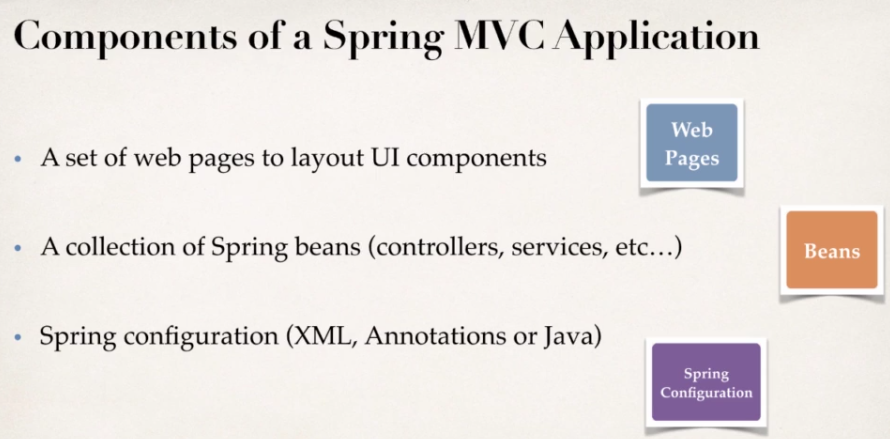 Components of a Spring MVC Application
• A set of web pages to layout UI components
Web
Pages
• A collection of Spring beans (controllers, services, etc…)
Beans
• Spring configuration (XML, Annotations or Java)
Spring
Configuration